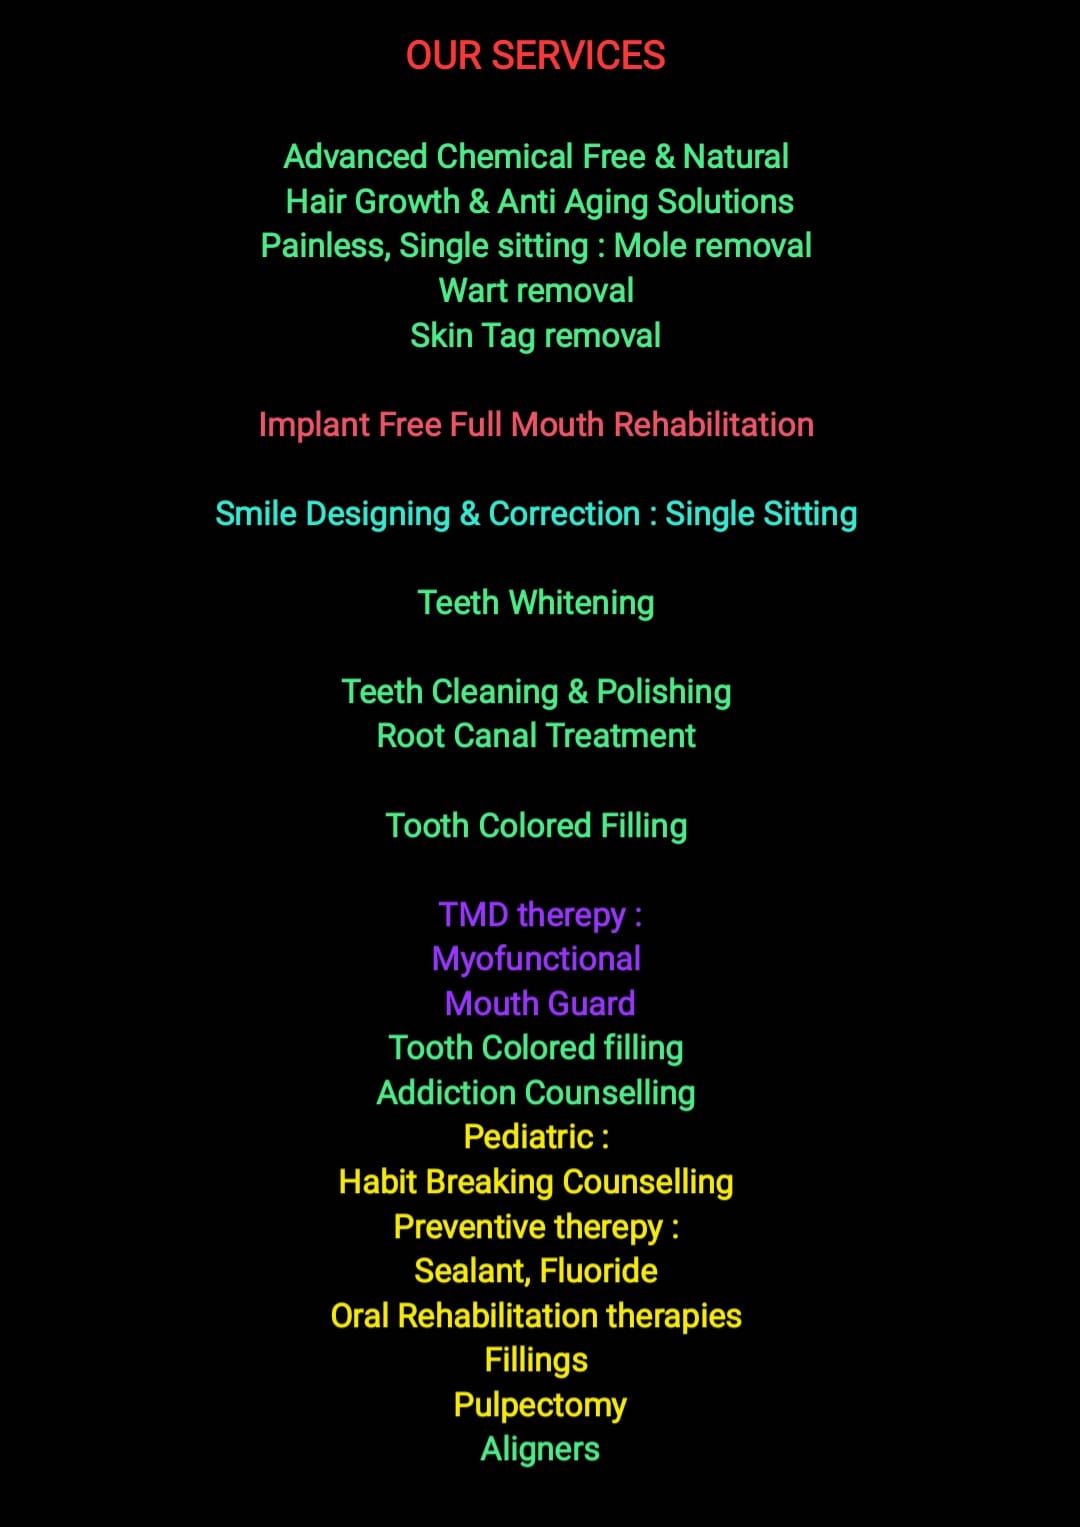 OUR SERVICES
Advanced Chemical Free & Natural
Hair Growth & Anti Aging Solutions
Painless, Single sitting : Mole removal
Wart removal
Skin Tag removal
Implant Free Full Mouth Rehabilitation
Smile Designing & Correction : Single Sitting
Teeth Whitening
Teeth Cleaning & Polishing
Root Canal Treatment
Tooth Colored Filling
TMD therepy :
Myofunctional
Mouth Guard
Tooth Colored filling
Addiction Counselling
Pediatric :
Habit Breaking Counselling
Preventive therepy :
Sealant, Fluoride
Oral Rehabilitation therapies
Fillings
Pulpectomy
Aligners